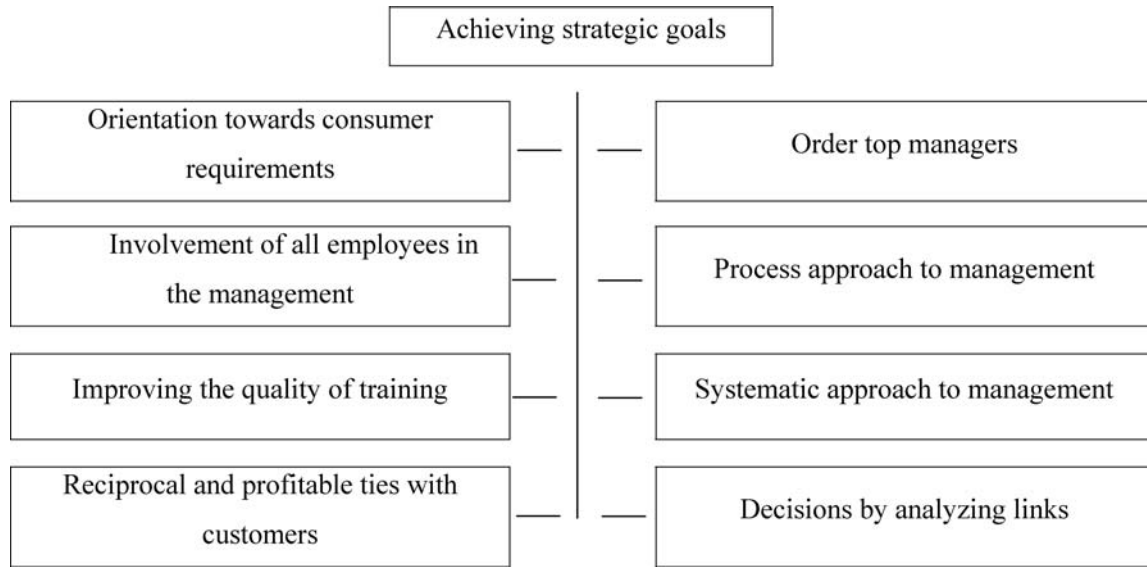 Achieving strategic goals
Orientation towards consumer
requirements
Order top managers
Involvement of all employees in
the management
Process approach to management
Improving the quality of training
Systematic approach to management
Reciprocal and profitable ties with
customers
Decisions by analyzing links